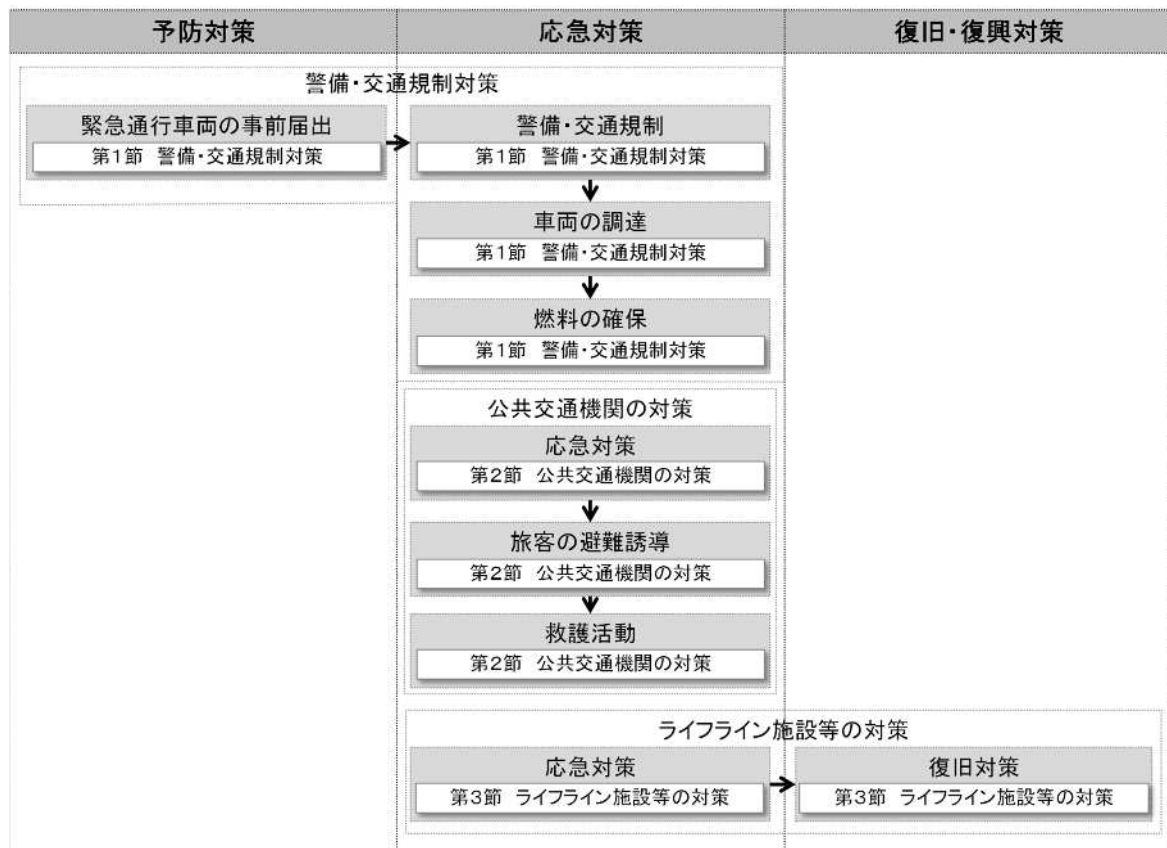 予防対策
応急対策
復旧・復興対策
警備・交通規制対策
緊急通行車両の事前届出
第1節 警備・交通規制対策
警備・交通規制
第1節 警備・交通規制対策
車両の調達
第1節 警備・交通規制対策
燃料の確保
第1節 警備・交通規制対策
公共交通機関の対策
応急対策
第2節 公共交通機関の対策
旅客の避難誘導
第2節 公共交通機関の対策
救護活動
第2節 公共交通機関の対策
ライフライン施設等の対策
応急対策
第3節 ライフライン施設等の対策
復旧対策
第3節 ライフライン施設等の対策